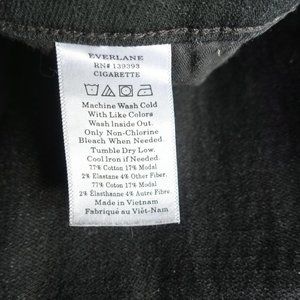 EVERLANE
RN# 139393
CIGARETTE
Machine Wash Cold
With Like Colors
Wash Inside Out.
Only Non-Chlorine
Bleach When Needed
Tumble Dry Low.
Cool Iron if Needed.
77% Cotton 17% Modal
2% Elastane 4% Other Fiber.
77% Coton 17% Modal
2% Élasthanne 4% Autre Fibre.
Made in Vietnam
Fabriqué au Viêt-Nam